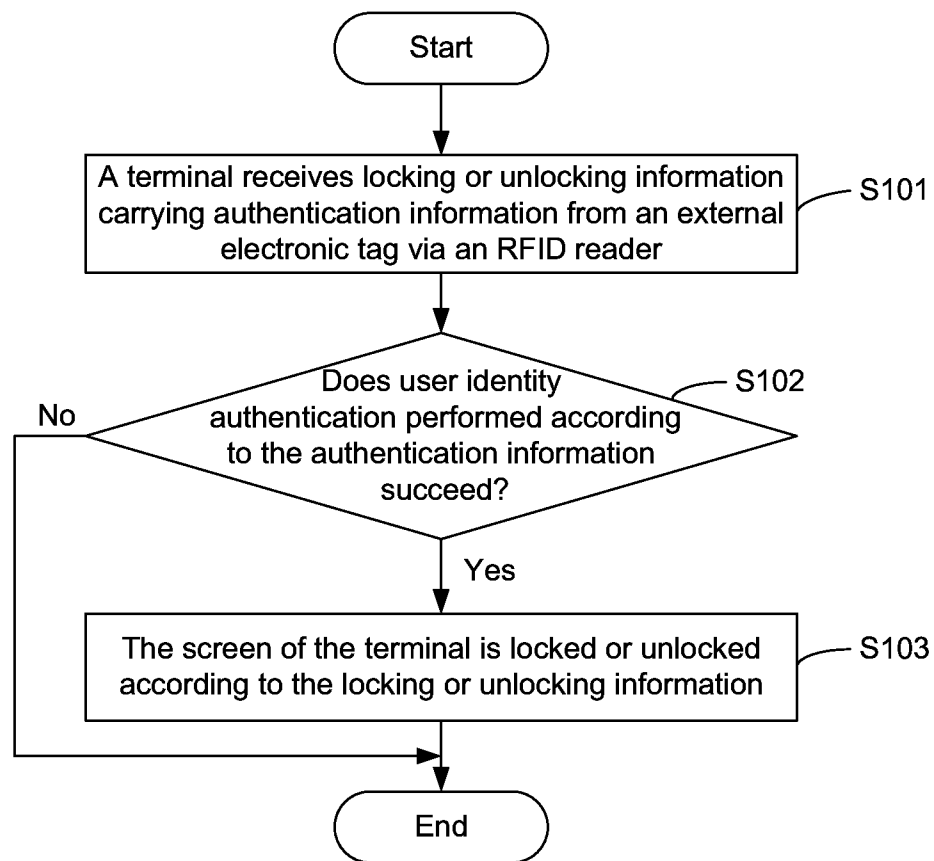 Start
A terminal receives locking or unlocking information
carrying authentication information from an external
electronic tag via an RFID reader
S101
Does user identity
authentication performed according
to the authentication information
succeed?
S102
No
Yes
The screen of the terminal is locked or unlocked
according to the locking or unlocking information
S103
End